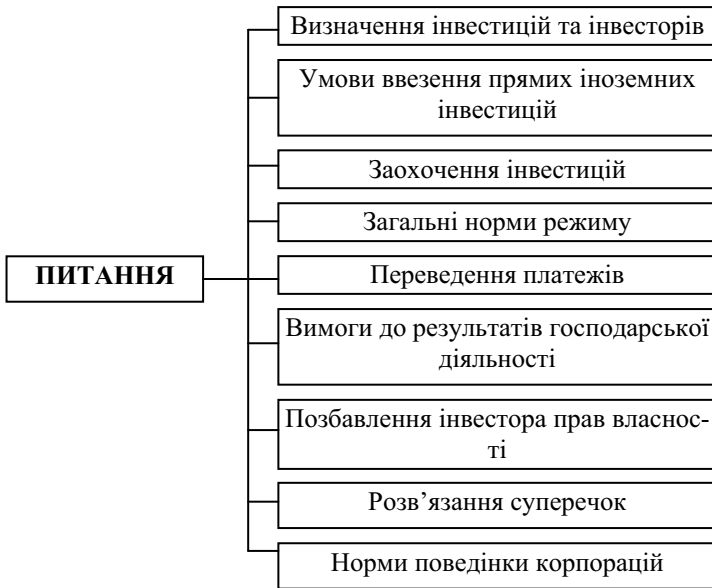 Визначення інвестицій та інвесторів
Умови ввезення прямих іноземних
інвестицій
Заохочення інвестицій
Загальні норми режиму
ПИТАННЯ
Переведення платежів
Вимоги до результатів господарської
діяльності
Позбавлення інвестора прав власнос-
ті
Розв’язання суперечок
Норми поведінки корпорацій